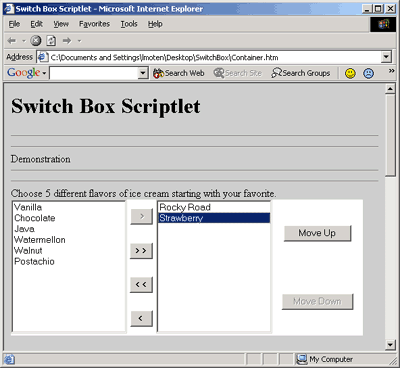 Switch Box Scriptlet - Microsoft Internet Explorer
File Edit View Favorites Tools Help
Address C:\Documents and Settings\lmoten\Desktop\SwitchBox\Container.htm
Google Search Web Search Site Search Groups
Switch Box Scriptlet
Demonstration
Choose 5 different flavors of ice cream starting with your favorite.
Vanilla
Chocolate
Java
Watermellon
Walnut
Postachio
>
>>
<<
<
Rocky Road
Strawberry
Move Up
Move Down
My Computer